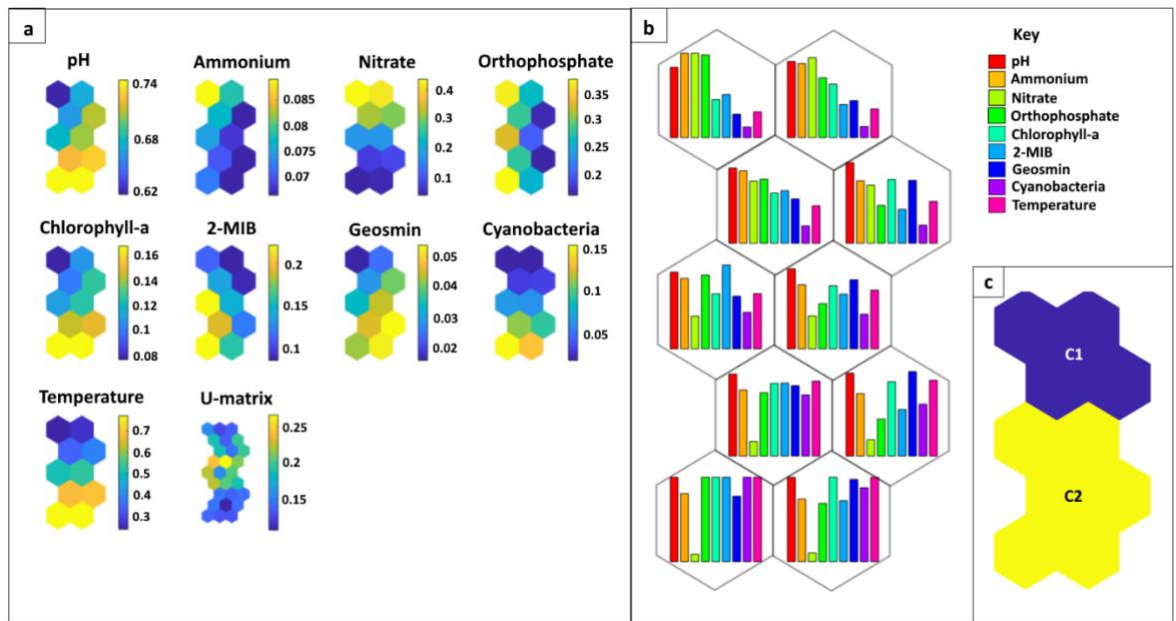 a
pH
Ammonium
Nitrate
Orthophosphate
0.74
0.68
0.62
0.085
0.08
0.075
0.07
0.4
0.3
0.2
0.1
0.35
0.3
0.25
0.2
Chlorophyll-a
2-MIB
Geosmin
Cyanobacteria
0.16
0.14
0.12
0.1
0.08
0.2
0.15
0.1
0.05
0.04
0.03
0.02
0.15
0.1
0.05
Temperature
U-matrix
0.7
0.6
0.5
0.4
0.3
0.25
0.2
0.15
b
Key
pH
Ammonium
Nitrate
Orthophosphate
Chlorophyll-a
2-MIB
Geosmin
Cyanobacteria
Temperature
c
C1
C2